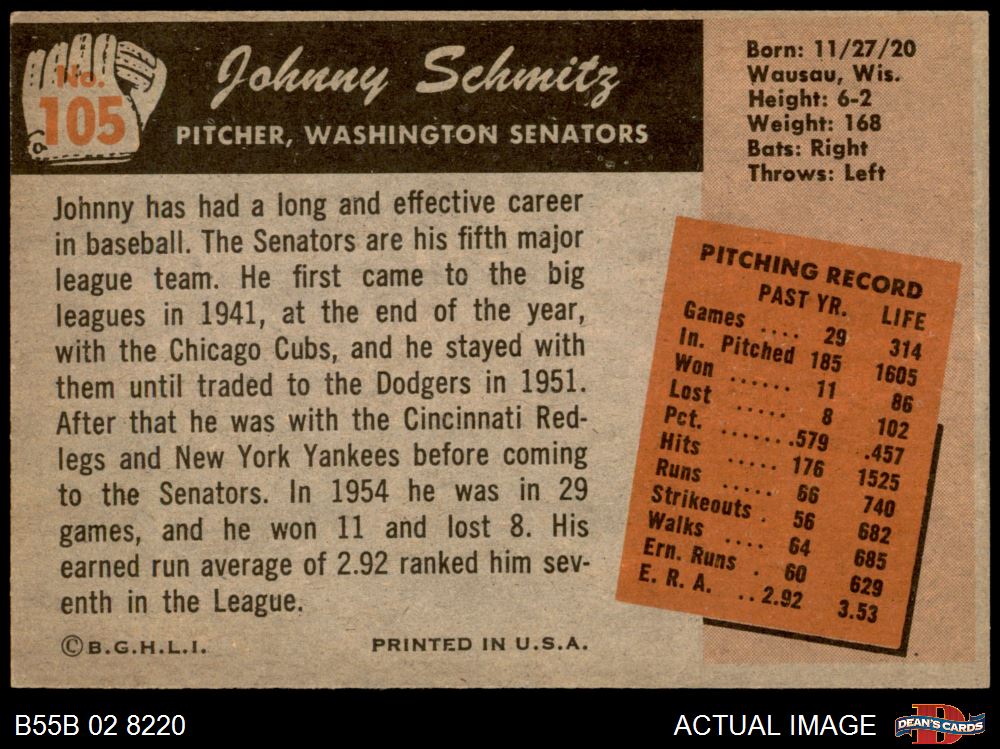 No.
105
Johnny Schmitz
PITCHER, WASHINGTON SENATORS
Born: 11/27/20
Wausau, Wis.
Height: 6-2
Weight: 168
Bats: Right
Throws: Left
Johnny has had a long and effective career
in baseball. The Senators are his fifth major
league team. He first came to the big
leagues in 1941, at the end of the year,
with the Chicago Cubs, and he stayed with
them until traded to the Dodgers in 1951.
After that he was with the Cincinnati Red-
legs and New York Yankees before coming
to the Senators. In 1954 he was in 29
games, and he won 11 and lost 8. His
earned run average of 2.92 ranked him sev-
enth in the League.
PITCHING RECORD
PAST YR. LIFE
Games .... 29 314
In. Pitched 185 1605
Won ...... 11 86
Lost ..... 8 102
Pct. .......579 .457
Hits ..... 176 1525
Runs ..... 66 740
Strikeouts . 56 682
Walks .... 64 685
Ern. Runs . 60 629
E. R. A. ..2.92 3.53
©B.G.H.L.I. PRINTED IN U.S.A.
B55B 02 8220 ACTUAL IMAGE
D
DEAN'S CARDS